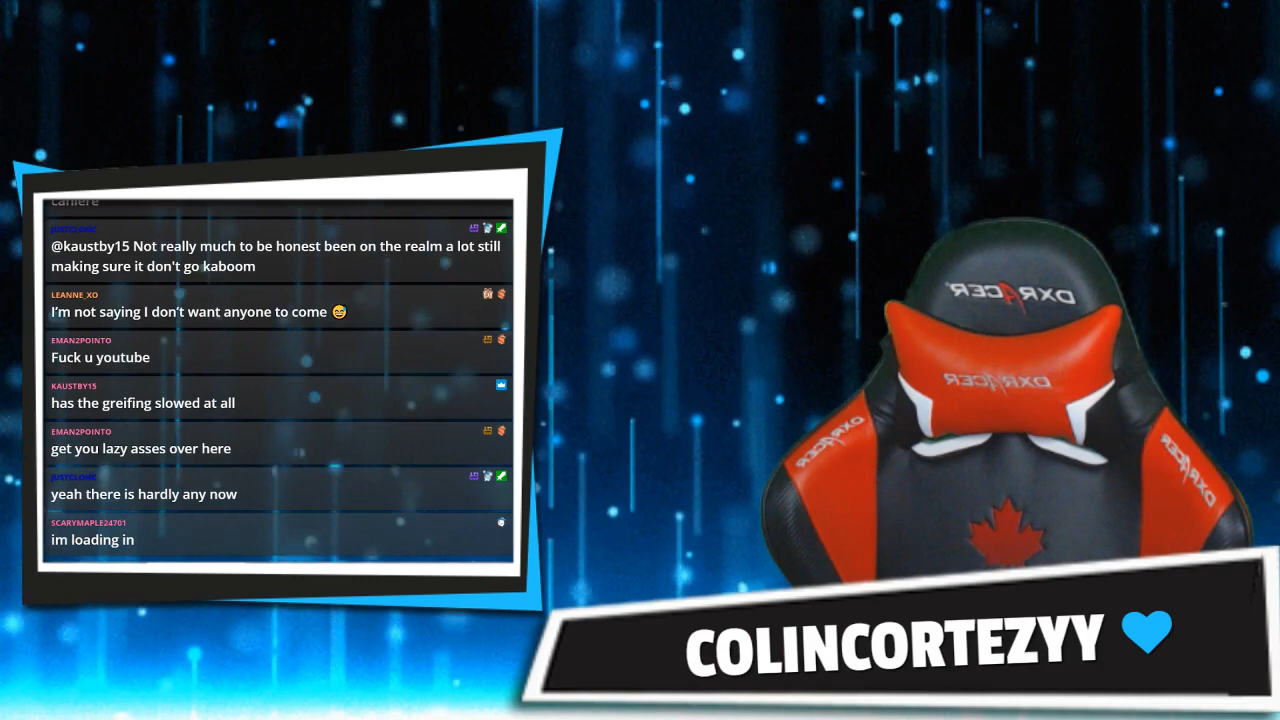 JUSTCLONC
@kaustby15 Not really much to be honest been on the realm a lot still
making sure it don't go kaboom
LEANNE_XO
I'm not saying I don't want anyone to come 😅
EMAN2POINTO
Fuck u youtube
KAUSTBY15
has the greifing slowed at all
EMAN2POINTO
get you lazy asses over here
JUSTCLONC
yeah there is hardly any now
SCARYMAPLE24701
im loading in
DXRACER
DXRACER
DXRACER
DXRACER
COLINCORTEZYY 💙